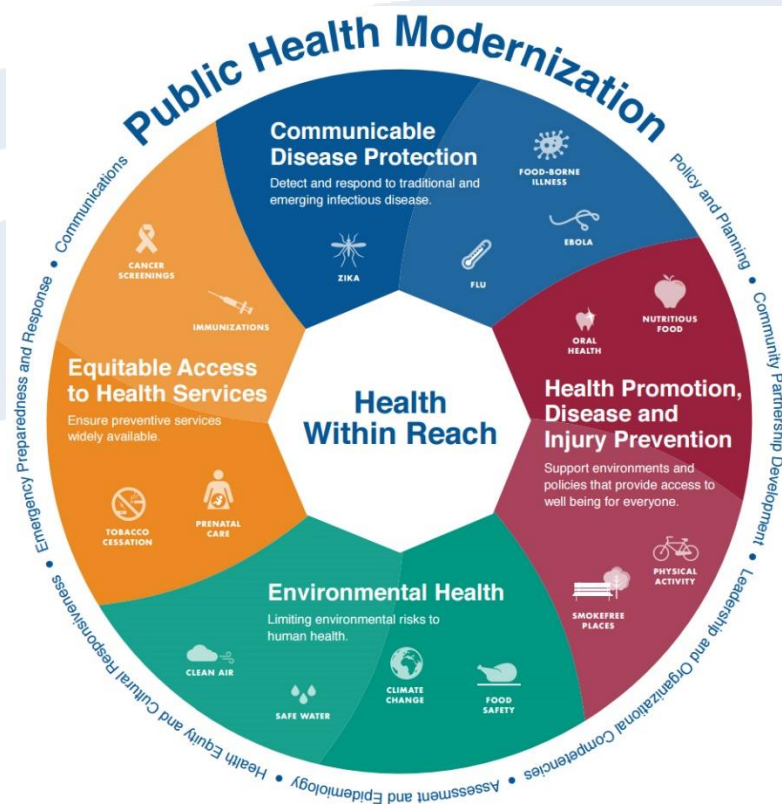 Public Health Modernization
Communicable
Disease Protection
Detect and respond to traditional and
emerging infectious disease.
ZIKA
FLU
FOOD-BORNE
ILLNESS
EBOLA
ORAL
HEALTH
NUTRITIOUS
FOOD
Health Promotion,
Disease and
Injury Prevention
Support environments and
policies that provide access to
well being for everyone.
PHYSICAL
ACTIVITY
SMOKEFREE
PLACES
Environmental Health
Limiting environmental risks to
human health.
CLEAN AIR
SAFE WATER
CLIMATE
CHANGE
FOOD
SAFETY
CANCER
SCREENINGS
IMMUNIZATIONS
Equitable Access
to Health Services
Ensure preventive services
widely available.
TOBACCO
CESSATION
PRENATAL
CARE
Health
Within Reach
Policy and Planning • Community Partnership Development • Leadership and Organizational Competencies • Assessment and Epidemiology • Health Equity and Cultural Responsiveness • Emergency Preparedness and Response • Communications